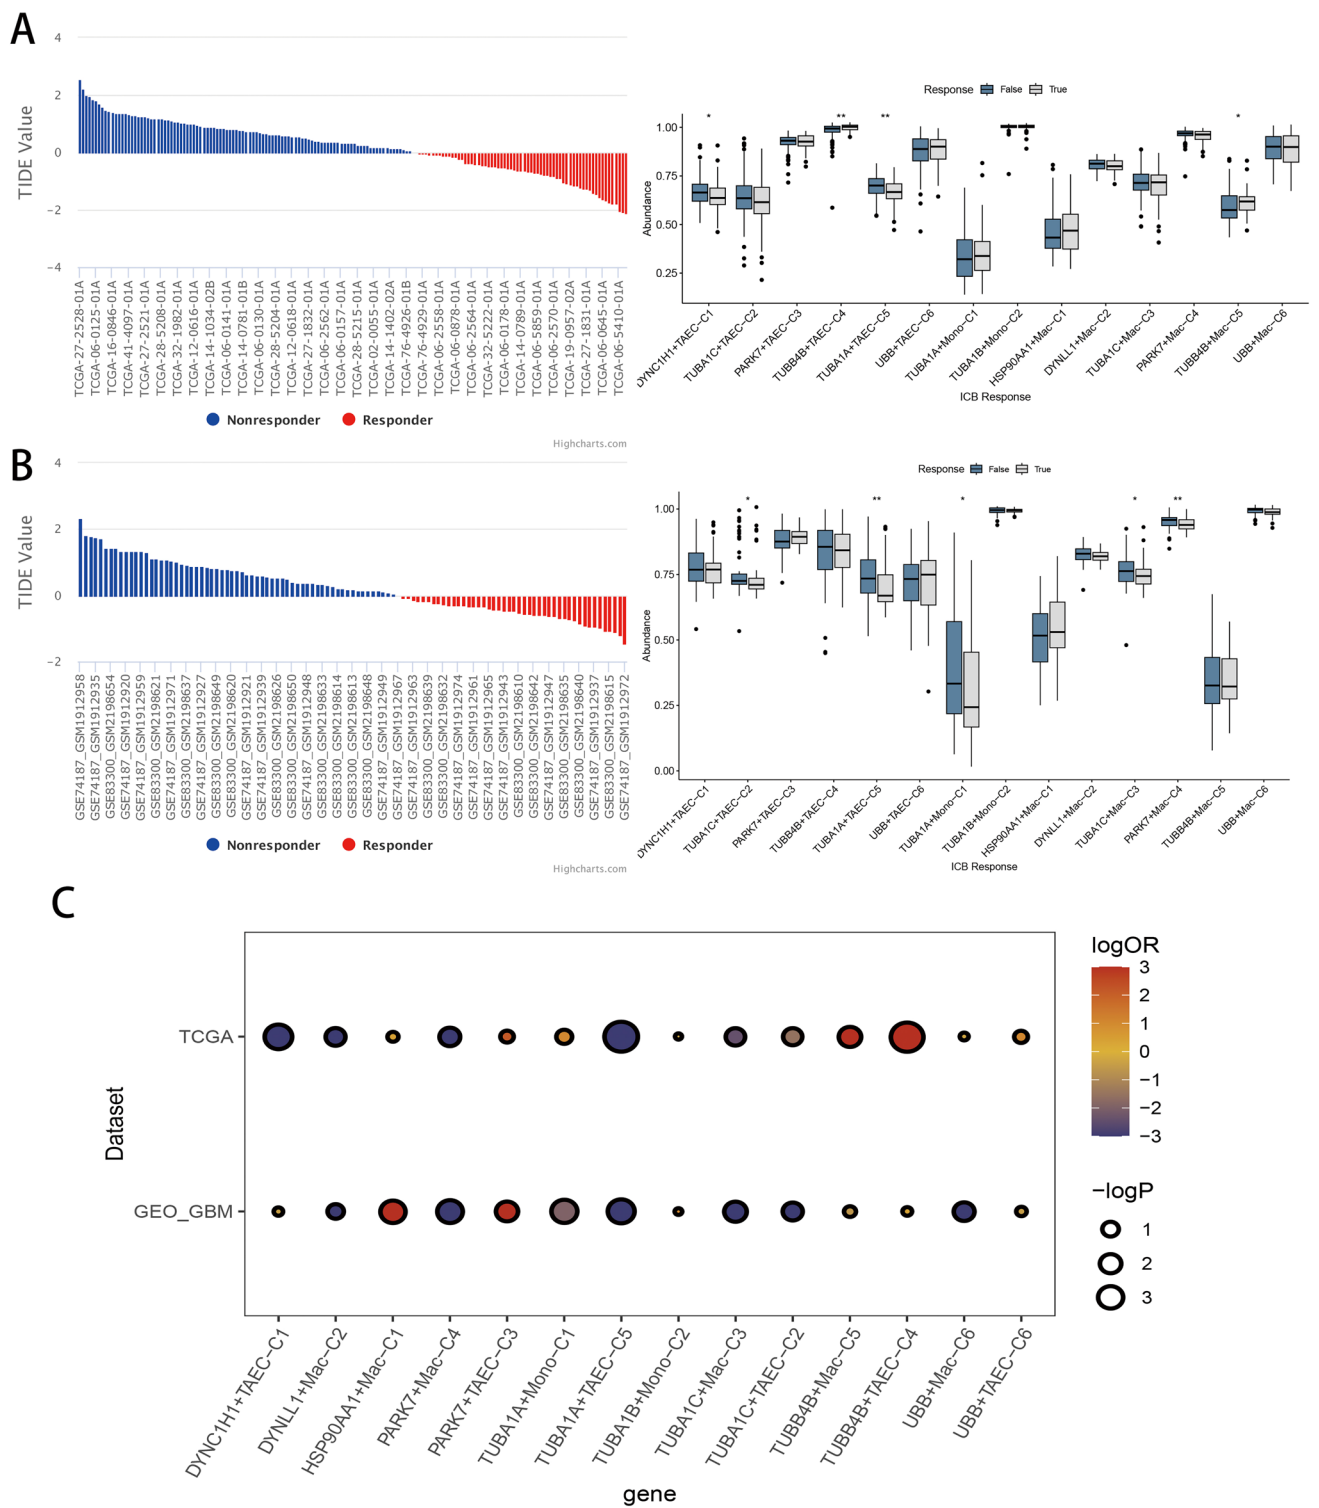 A
4
2
0
−2
−4
TIDE Value
TCGA-27-2528-01A
TCGA-06-0125-01A
TCGA-16-0846-01A
TCGA-41-4097-01A
TCGA-27-2521-01A
TCGA-28-5208-01A
TCGA-32-1982-01A
TCGA-12-0616-01A
TCGA-14-1034-02B
TCGA-06-0141-01A
TCGA-14-0781-01B
TCGA-06-0130-01A
TCGA-28-5204-01A
TCGA-12-0618-01A
TCGA-27-1832-01A
TCGA-06-2562-01A
TCGA-06-0157-01A
TCGA-28-5215-01A
TCGA-02-0055-01A
TCGA-14-1402-02A
TCGA-76-4926-01B
TCGA-76-4929-01A
TCGA-06-2558-01A
TCGA-06-0878-01A
TCGA-06-2564-01A
TCGA-32-5222-01A
TCGA-06-0178-01A
TCGA-14-0789-01A
TCGA-06-5859-01A
TCGA-06-2570-01A
TCGA-19-0957-02A
TCGA-27-1831-01A
TCGA-06-0645-01A
TCGA-06-5410-01A
Nonresponder Responder
Highcharts.com
Response False True
* ** ** *
1.00
0.75
0.50
0.25
Abundance
DYNC1H1+TAEC−C1
TUBA1C+TAEC−C2
PARK7+TAEC−C3
TUBB4B+TAEC−C4
TUBA1A+TAEC−C5
UBB+TAEC−C6
TUBA1A+Mono−C1
TUBA1B+Mono−C2
HSP90AA1+Mac−C1
DYNLL1+Mac−C2
TUBA1C+Mac−C3
PARK7+Mac−C4
TUBB4B+Mac−C5
UBB+Mac−C6
ICB Response
B
4
2
0
−2
TIDE Value
GSE74187_GSM1912958
GSE74187_GSM1912935
GSE83300_GSM2198654
GSE74187_GSM1912920
GSE74187_GSM1912959
GSE83300_GSM2198621
GSE74187_GSM1912971
GSE83300_GSM2198637
GSE74187_GSM1912927
GSE83300_GSM2198649
GSE83300_GSM2198620
GSE74187_GSM1912921
GSE74187_GSM1912939
GSE83300_GSM2198626
GSE83300_GSM2198650
GSE74187_GSM1912948
GSE83300_GSM2198633
GSE83300_GSM2198614
GSE83300_GSM2198613
GSE83300_GSM2198648
GSE74187_GSM1912949
GSE74187_GSM1912967
GSE74187_GSM1912963
GSE83300_GSM2198639
GSE83300_GSM2198632
GSE74187_GSM1912974
GSE74187_GSM1912961
GSE74187_GSM1912965
GSE74187_GSM1912943
GSE83300_GSM2198610
GSE83300_GSM2198642
GSE74187_GSM1912947
GSE83300_GSM2198635
GSE83300_GSM2198640
GSE74187_GSM1912937
GSE83300_GSM2198615
GSE74187_GSM1912972
Nonresponder Responder
Highcharts.com
Response False True
* ** * * **
1.00
0.75
0.50
0.25
0.00
Abundance
DYNC1H1+TAEC−C1
TUBA1C+TAEC−C2
PARK7+TAEC−C3
TUBB4B+TAEC−C4
TUBA1A+TAEC−C5
UBB+TAEC−C6
TUBA1A+Mono−C1
TUBA1B+Mono−C2
HSP90AA1+Mac−C1
DYNLL1+Mac−C2
TUBA1C+Mac−C3
PARK7+Mac−C4
TUBB4B+Mac−C5
UBB+Mac−C6
ICB Response
C
Dataset
TCGA
GEO_GBM
DYNC1H1+TAEC−C1
DYNLL1+Mac−C2
HSP90AA1+Mac−C1
PARK7+Mac−C4
PARK7+TAEC−C3
TUBA1A+Mono−C1
TUBA1A+TAEC−C5
TUBA1B+Mono−C2
TUBA1C+Mac−C3
TUBA1C+TAEC−C2
TUBB4B+Mac−C5
TUBB4B+TAEC−C4
UBB+Mac−C6
UBB+TAEC−C6
gene
logOR
3
2
1
0
−1
−2
−3
−logP
1
2
3